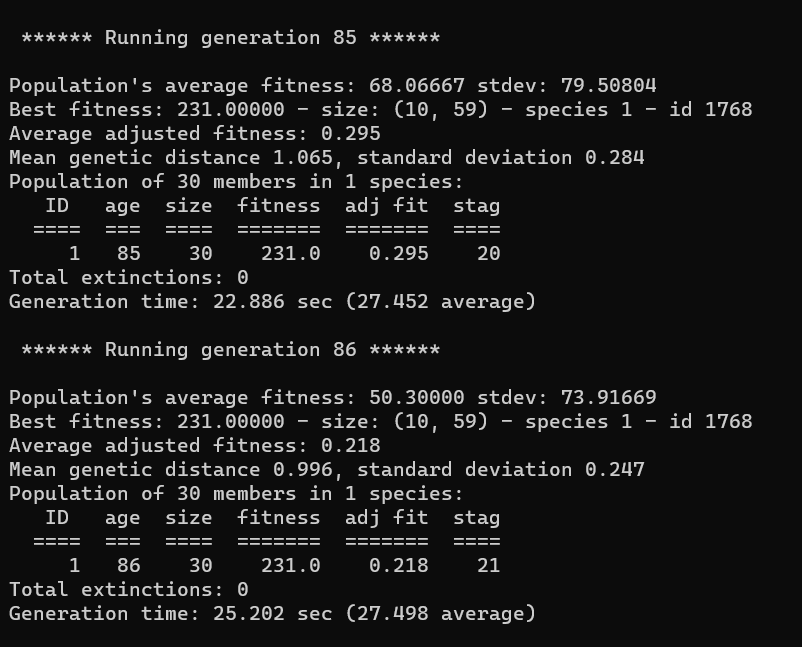 ****** Running generation 85 ******
Population's average fitness: 68.06667 stdev: 79.50804
Best fitness: 231.00000 - size: (10, 59) - species 1 - id 1768
Average adjusted fitness: 0.295
Mean genetic distance 1.065, standard deviation 0.284
Population of 30 members in 1 species:
   ID   age  size  fitness  adj fit  stag
  ====  ===  ====  =======  =======  ====
     1   85    30    231.0    0.295    20
Total extinctions: 0
Generation time: 22.886 sec (27.452 average)
****** Running generation 86 ******
Population's average fitness: 50.30000 stdev: 73.91669
Best fitness: 231.00000 - size: (10, 59) - species 1 - id 1768
Average adjusted fitness: 0.218
Mean genetic distance 0.996, standard deviation 0.247
Population of 30 members in 1 species:
   ID   age  size  fitness  adj fit  stag
  ====  ===  ====  =======  =======  ====
     1   86    30    231.0    0.218    21
Total extinctions: 0
Generation time: 25.202 sec (27.498 average)